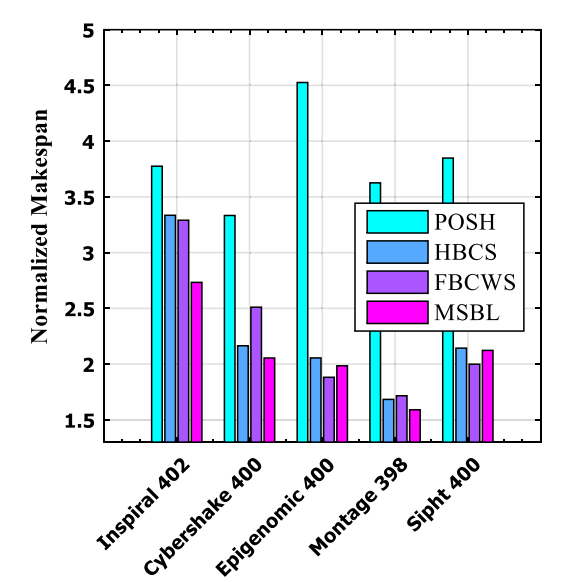 Normalized Makespan
5
4.5
4
3.5
3
2.5
2
1.5
POSH
HBCS
FBCWS
MSBL
Inspiral 402
Cybershake 400
Epigenomic 400
Montage 398
Sipht 400